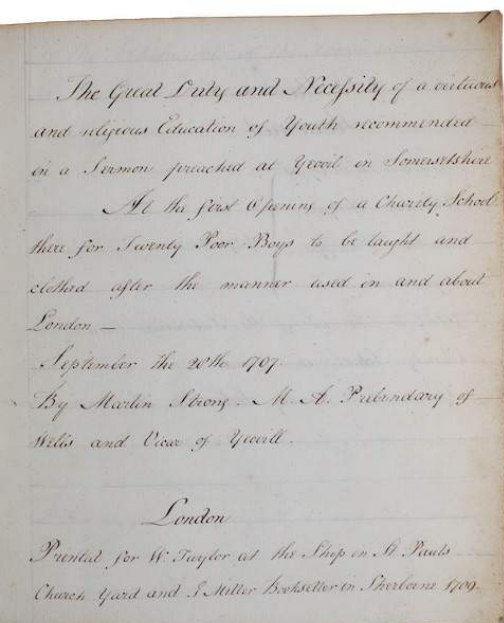 1
The Great Duty and Necefsity of a virtuous
and religious Education of Youth recommended
in a Sermon preached at Yeovil in Somersetshire
At the first Opening of a Charity School
there for Twenty Poor Boys to be taught and
clothed after the manner used in and about
London —
September the 20th 1707.
By Martin Strong. M. A. Prebendary of
Wells and Vicar of Yeovill.
London
Printed for W. Taylor at the Ship in St Pauls
Church Yard and J Miller Bookseller in Sherborne 1709.